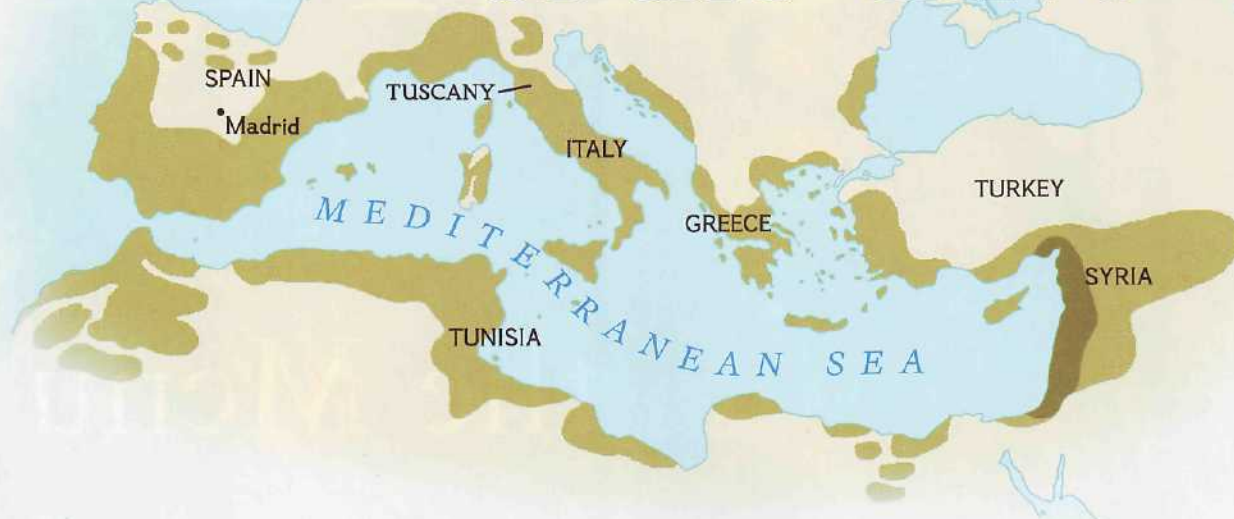 SPAIN
Madrid
TUSCANY
ITALY
MEDITERRANEAN SEA
GREECE
TURKEY
SYRIA
TUNISIA